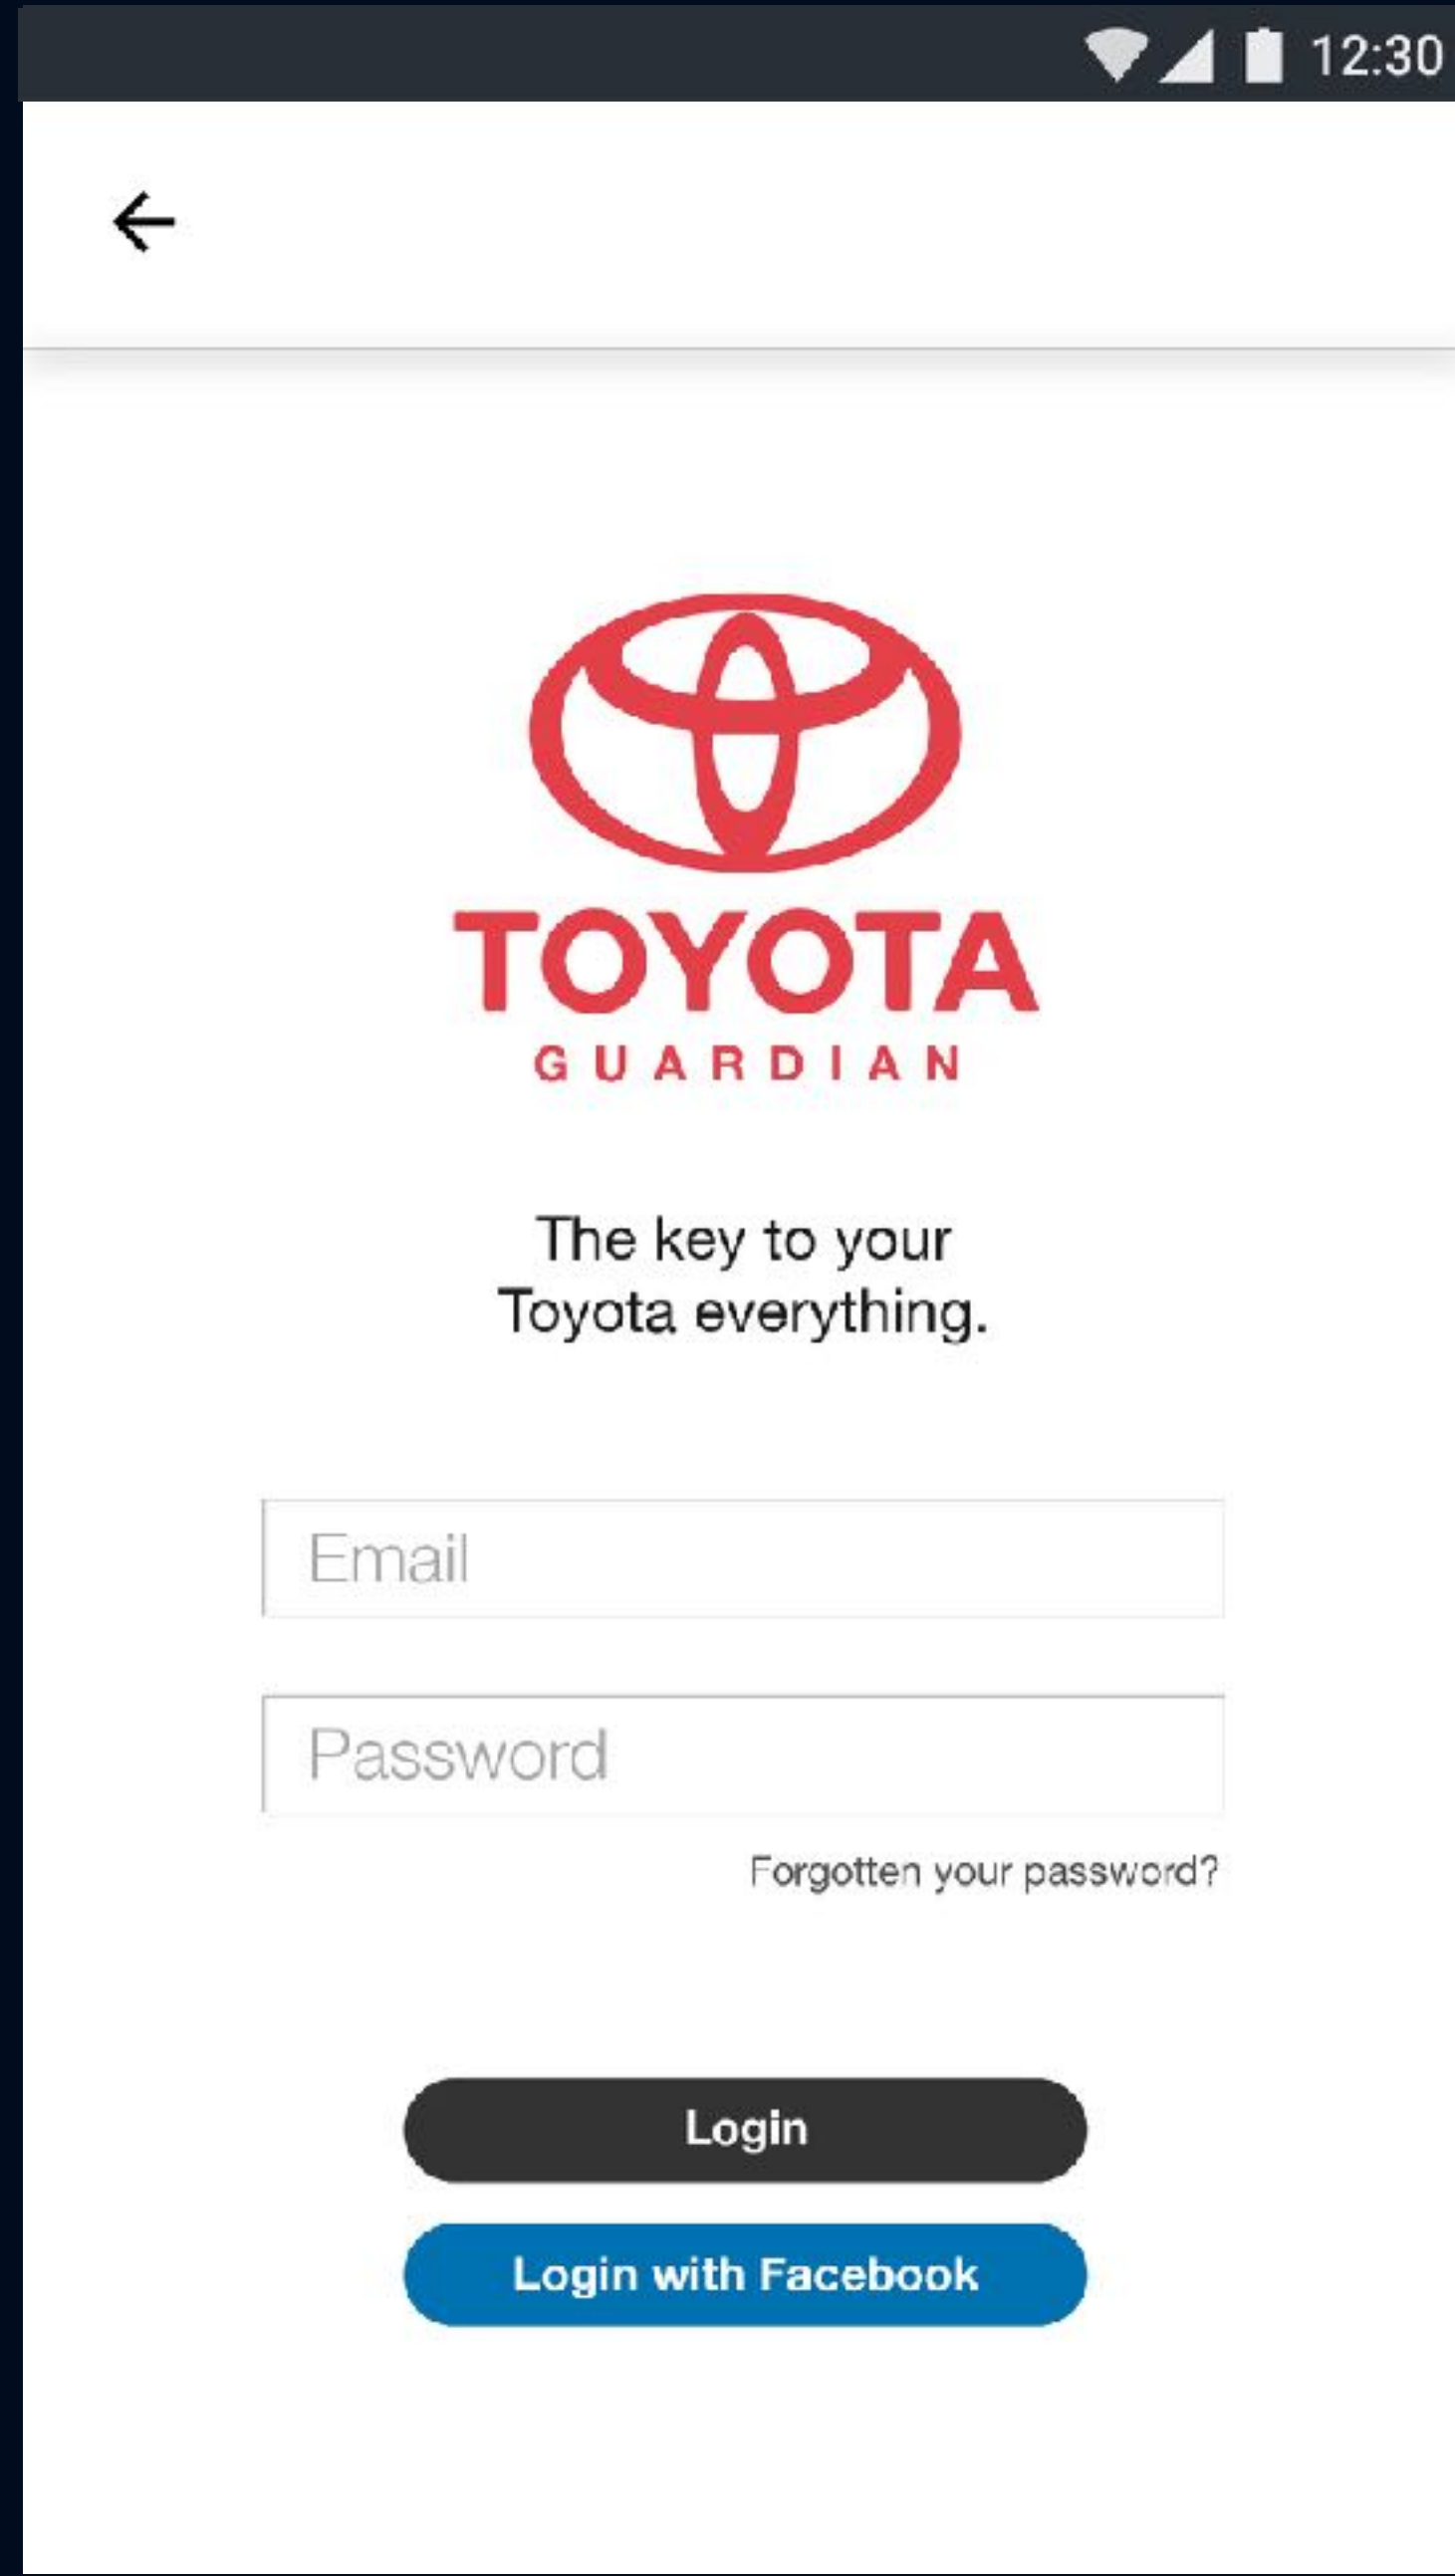 12:30
TOYOTA
GUARDIAN
The key to your
Toyota everything.
Email
Password
Forgotten your password?
Login
Login with Facebook